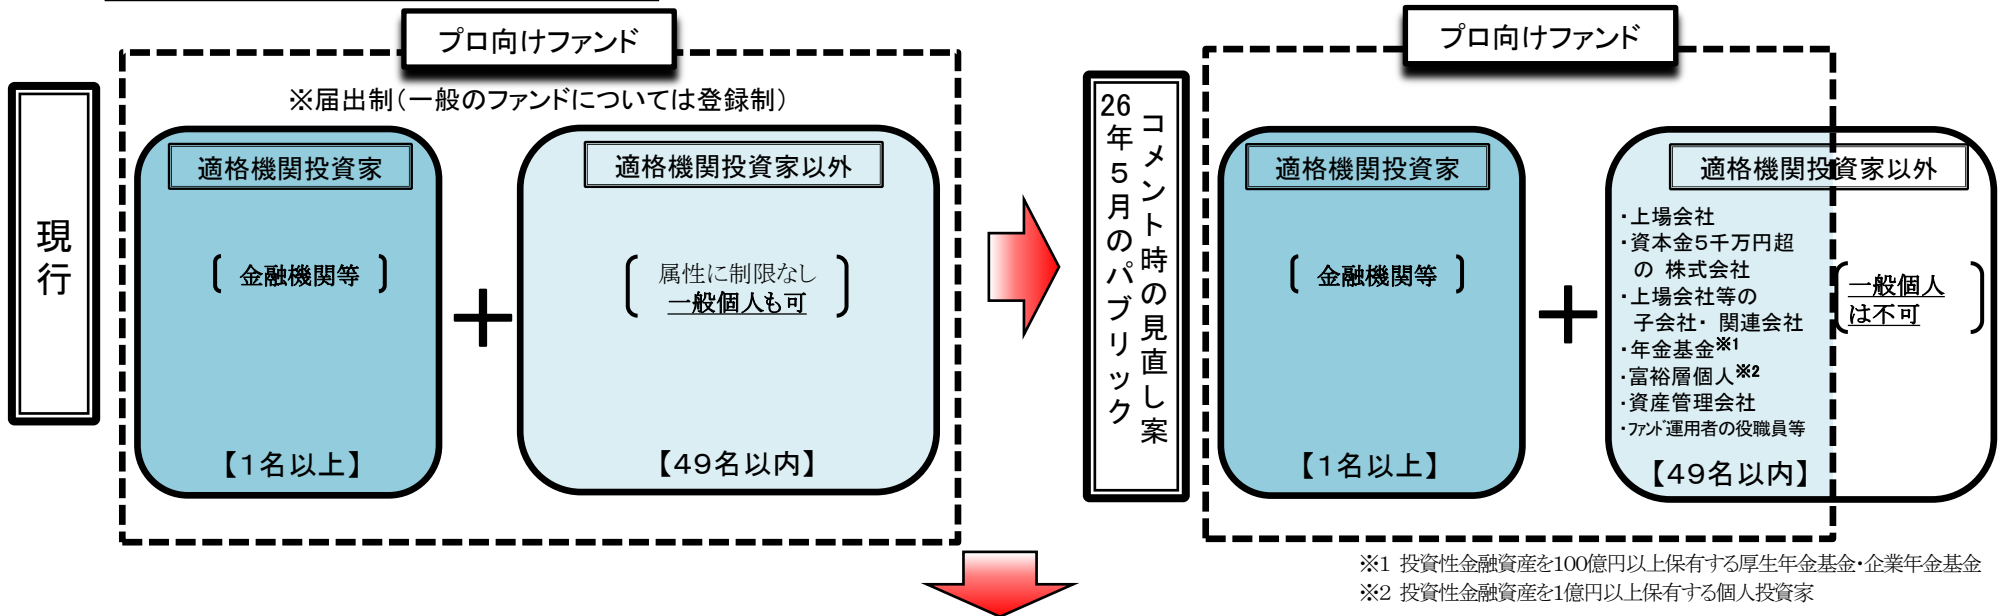 プロ向けファンド
現行
※届出制(一般のファンドについては登録制)
適格機関投資家
〔 金融機関等 〕
【1名以上】
＋
適格機関投資家以外
属性に制限なし
一般個人も可
【49名以内】
26年5月のパブリック
コメント時の見直し案
プロ向けファンド
適格機関投資家
〔 金融機関等 〕
【1名以上】
＋
適格機関投資家以外
・上場会社
・資本金5千万円超
の 株式会社
・上場会社等の
子会社・関連会社
・年金基金※1
・富裕層個人※2
・資産管理会社
・ファンド運用者の役職員等
【49名以内】
一般個人
は不可
※1 投資性金融資産を100億円以上保有する厚生年金基金・企業年金基金
※2 投資性金融資産を1億円以上保有する個人投資家